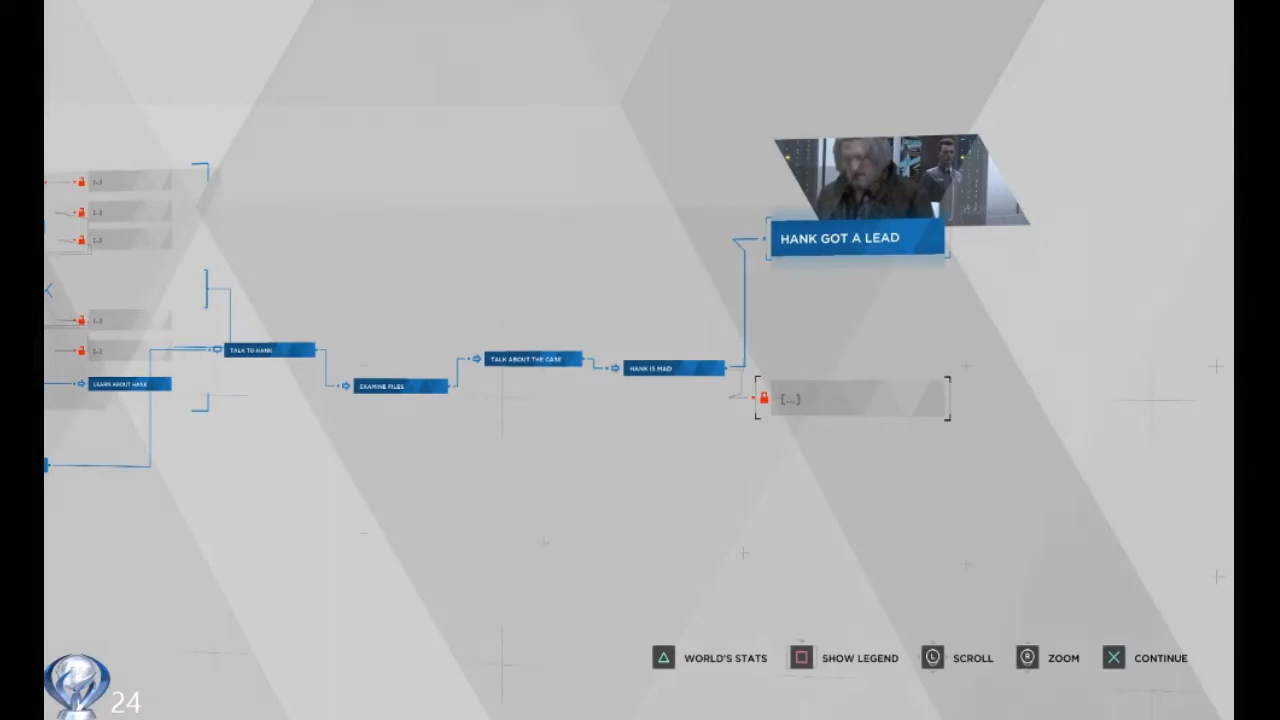 HANK GOT A LEAD
[...]
[...]
[...]
[...]
[...]
TALK TO HANK
LEARN ABOUT HANK
EXAMINE FILES
TALK ABOUT THE CASE
HANK IS MAD
[...]
WORLD'S STATS
SHOW LEGEND
L SCROLL
R ZOOM
CONTINUE
24